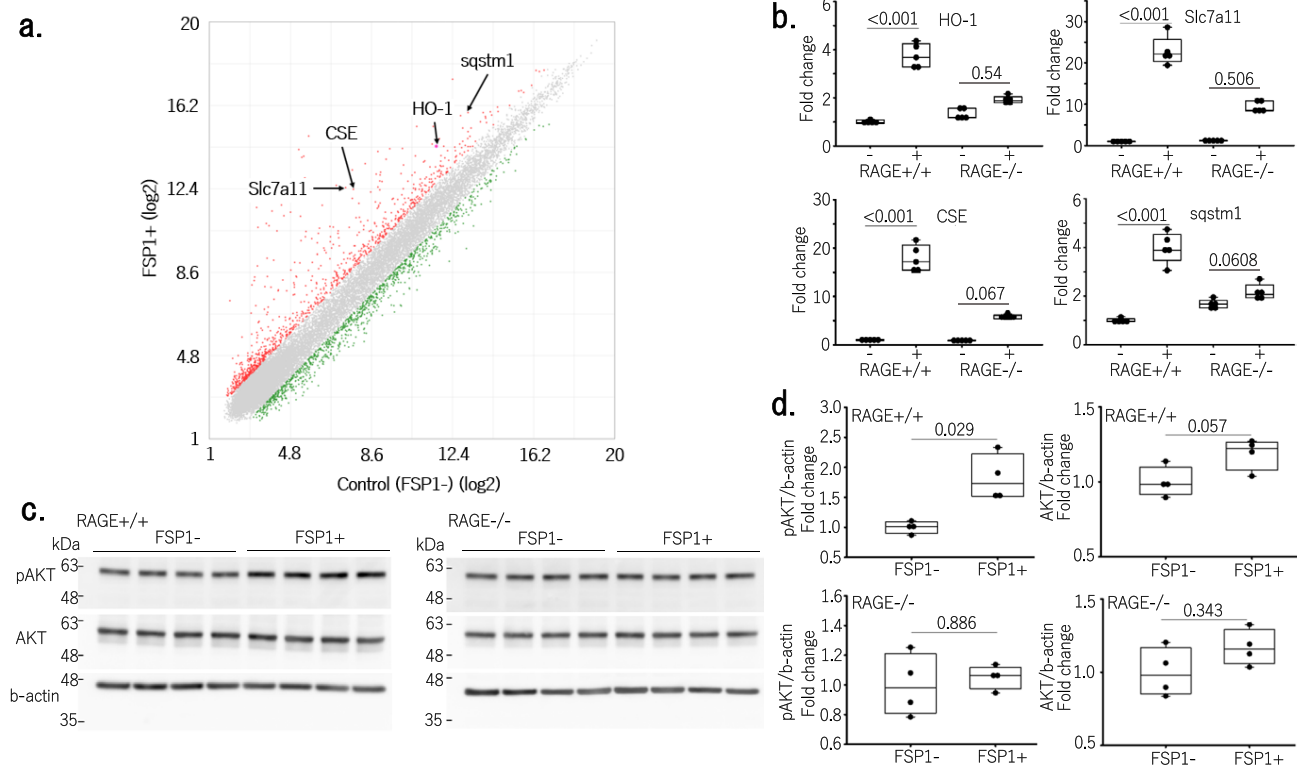 a.
20
16.2
12.4
8.6
4.8
1
FSP1+ (log2)
sqstm1
HO-1
CSE
Slc7a11
1 4.8 8.6 12.4 16.2 20
Control (FSP1-) (log2)
b.
6
4
2
0
Fold change
<0.001
HO-1
0.54
- + - +
RAGE+/+ RAGE-/-
30
20
10
0
Fold change
<0.001
Slc7a11
0.506
- + - +
RAGE+/+ RAGE-/-
30
20
10
0
Fold change
<0.001
CSE
0.067
- + - +
RAGE+/+ RAGE-/-
6
4
2
0
Fold change
<0.001
sqstm1
0.0608
- + - +
RAGE+/+ RAGE-/-
c.
RAGE+/+
kDa
FSP1- FSP1+
pAKT
63-
48-
AKT
63-
48-
b-actin
48-
35-
RAGE-/-
kDa
FSP1- FSP1+
63-
48-
63-
48-
48-
35-
d.
3.0
2.5
2.0
1.5
1.0
0.5
pAKT/b-actin
Fold change
RAGE+/+
0.029
FSP1- FSP1+
1.5
1.0
0.5
AKT/b-actin
Fold change
RAGE+/+
0.057
FSP1- FSP1+
1.6
1.4
1.2
1.0
0.8
0.6
pAKT/b-actin
Fold change
RAGE-/-
0.886
FSP1- FSP1+
1.5
1.0
0.5
AKT/b-actin
Fold change
RAGE-/-
0.343
FSP1- FSP1+